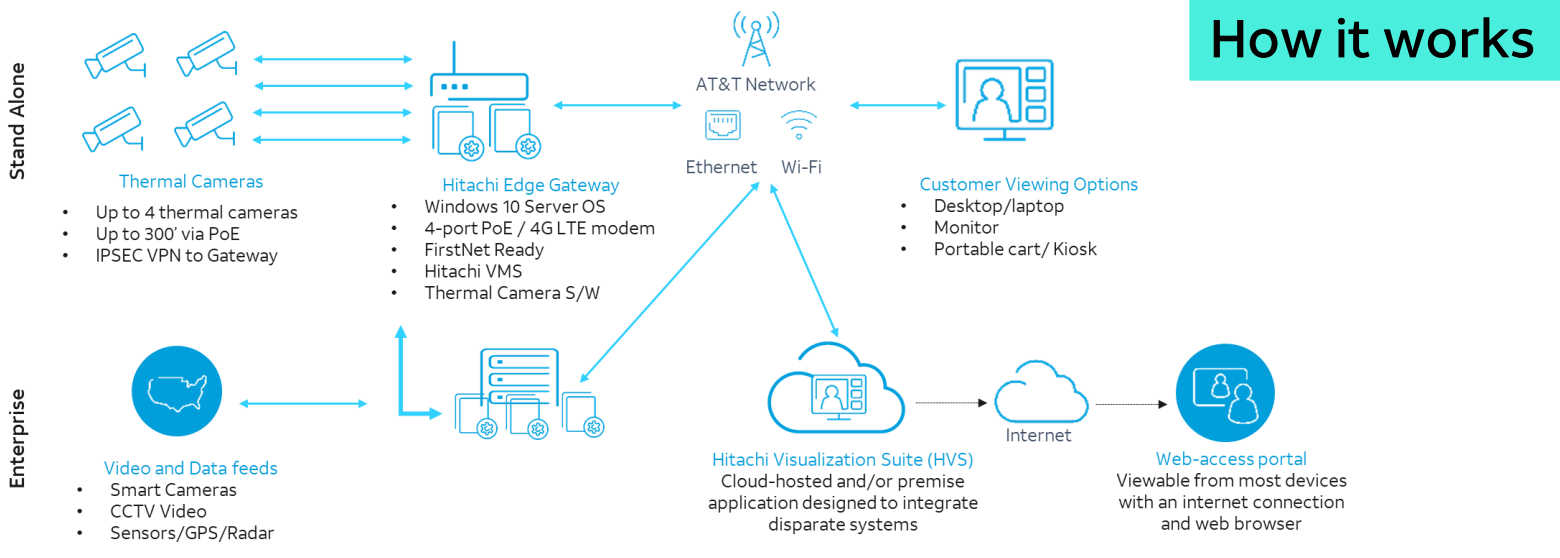 How it works
Stand Alone
AT&T Network
Ethernet
Wi-Fi
Thermal Cameras
• Up to 4 thermal cameras
• Up to 300’ via PoE
• IPSEC VPN to Gateway
Hitachi Edge Gateway
• Windows 10 Server OS
• 4-port PoE / 4G LTE modem
• FirstNet Ready
• Hitachi VMS
• Thermal Camera S/W
Customer Viewing Options
• Desktop/laptop
• Monitor
• Portable cart/ Kiosk
Enterprise
Video and Data feeds
• Smart Cameras
• CCTV Video
• Sensors/GPS/Radar
Hitachi Visualization Suite (HVS)
Cloud-hosted and/or premise
application designed to integrate
disparate systems
Internet
Web-access portal
Viewable from most devices
with an internet connection
and web browser